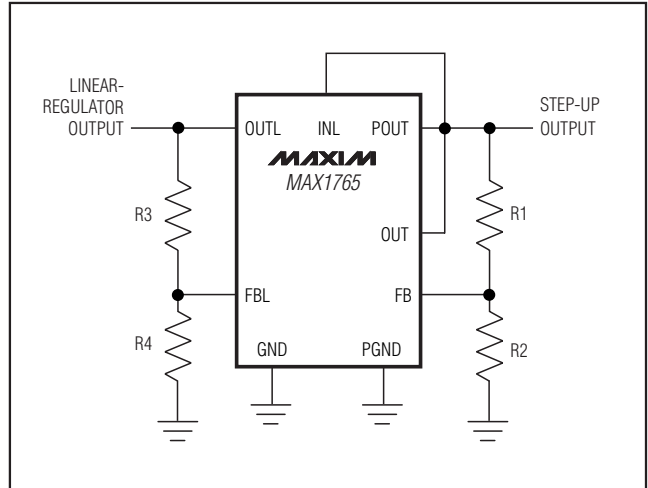 LINEAR-
REGULATOR
OUTPUT
OUTL
INL
POUT
STEP-UP
OUTPUT
MAXIM
MAX1765
R3
R1
OUT
FBL
FB
R4
R2
GND
PGND